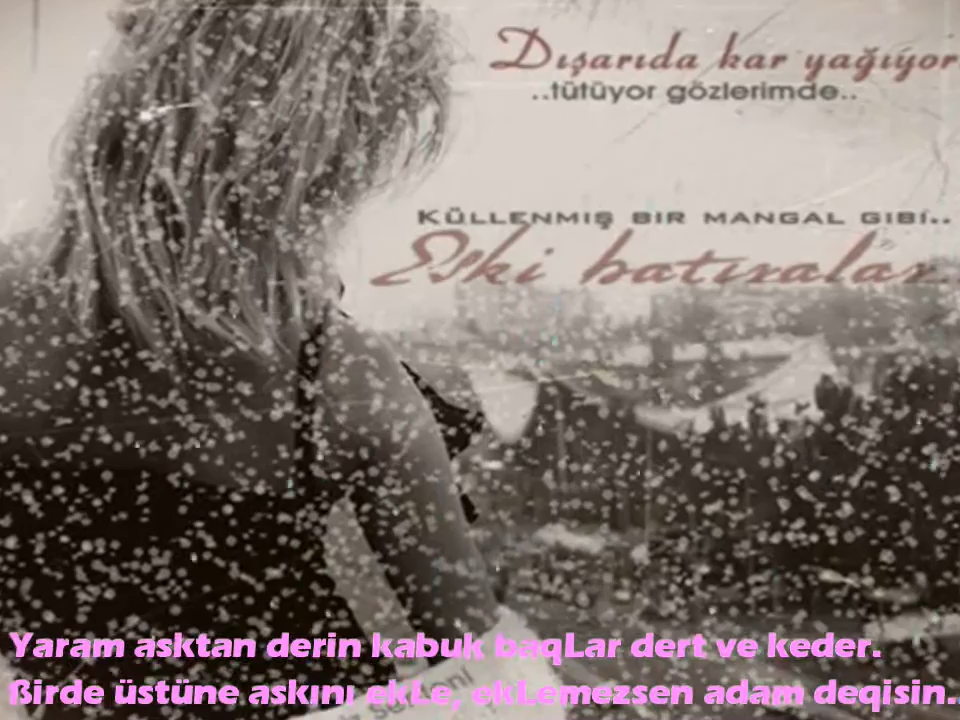 Dışarıda kar yağıyor
..tütüyor gözlerimde..
KÜLLENMIŞ BIR MANGAL GIBI..
Eski hatıralar..
Yaram asktan derin kabuk baqLar dert ve keder.
Birde üstüne askını ekLe, ekLemezsen adam deqisin..